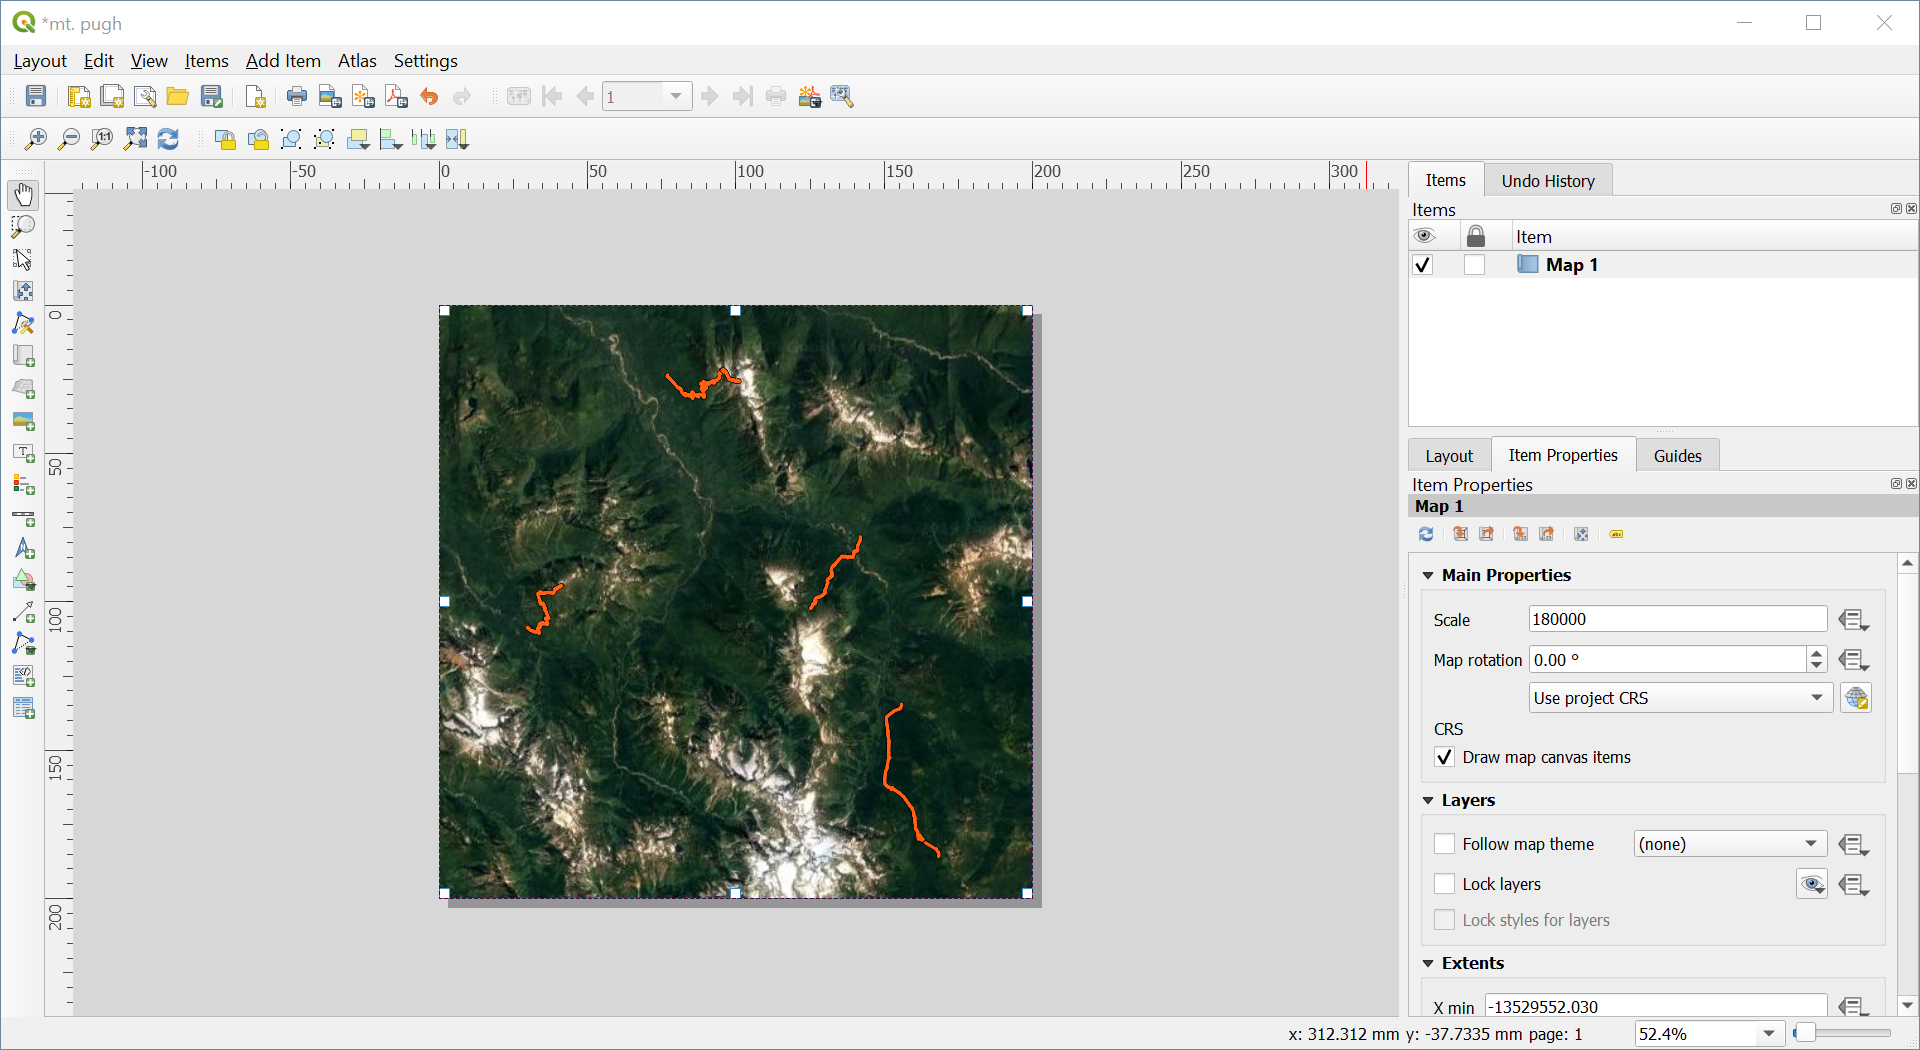 *mt. pugh
Layout Edit View Items Add Item Atlas Settings
1
-100 -50 0 50 100 150 200 250 300
0
50
100
150
200
Items Undo History
Items
Item
Map 1
Layout Item Properties Guides
Item Properties
Map 1
Main Properties
Scale 180000
Map rotation 0.00 °
Use project CRS
CRS
Draw map canvas items
Layers
Follow map theme (none)
Lock layers
Lock styles for layers
Extents
X min -13529552.030
x: 312.312 mm y: -37.7335 mm page: 1 52.4%